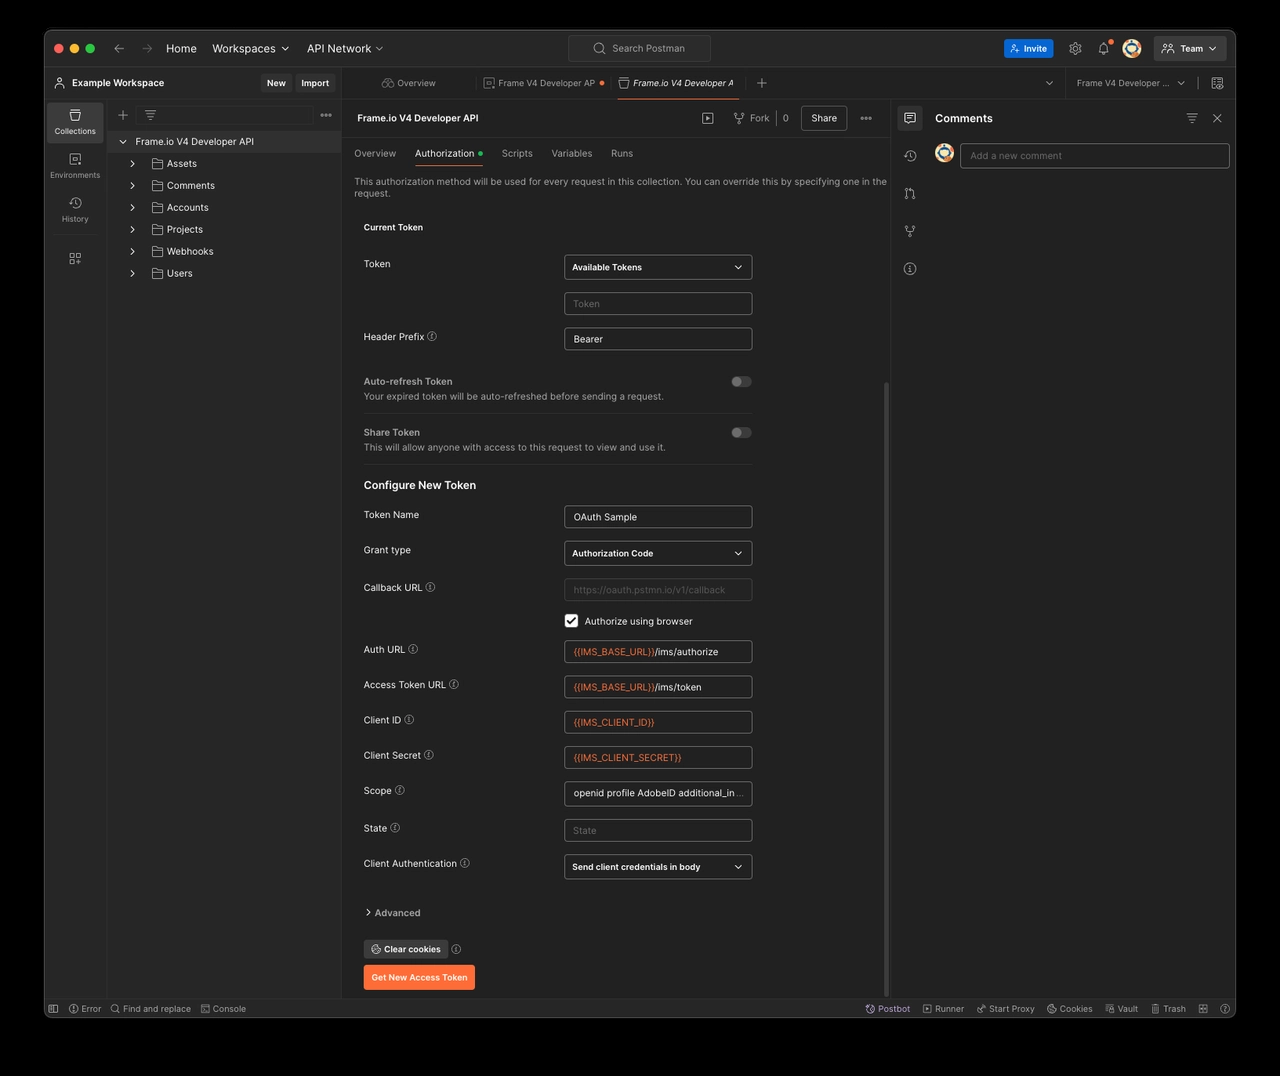 Home
Workspaces
API Network
Search Postman
Invite
Team
Example Workspace
New
Import
Overview
Frame V4 Developer AP
Frame.io V4 Developer A
Frame V4 Developer ...
Collections
Environments
History
Frame.io V4 Developer API
Assets
Comments
Accounts
Projects
Webhooks
Users
Frame.io V4 Developer API
Fork
0
Share
Overview
Authorization
Scripts
Variables
Runs
This authorization method will be used for every request in this collection. You can override this by specifying one in the
request.
Current Token
Token
Available Tokens
Token
Header Prefix
Bearer
Auto-refresh Token
Your expired token will be auto-refreshed before sending a request.
Share Token
This will allow anyone with access to this request to view and use it.
Configure New Token
Token Name
OAuth Sample
Grant type
Authorization Code
Callback URL
https://oauth.pstmn.io/v1/callback
Authorize using browser
Auth URL
{{IMS_BASE_URL}}/ims/authorize
Access Token URL
{{IMS_BASE_URL}}/ims/token
Client ID
{{IMS_CLIENT_ID}}
Client Secret
{{IMS_CLIENT_SECRET}}
Scope
openid profile AdobeID additional_in...
State
State
Client Authentication
Send client credentials in body
Advanced
Clear cookies
Get New Access Token
Comments
Add a new comment
Error
Find and replace
Console
Postbot
Runner
Start Proxy
Cookies
Vault
Trash